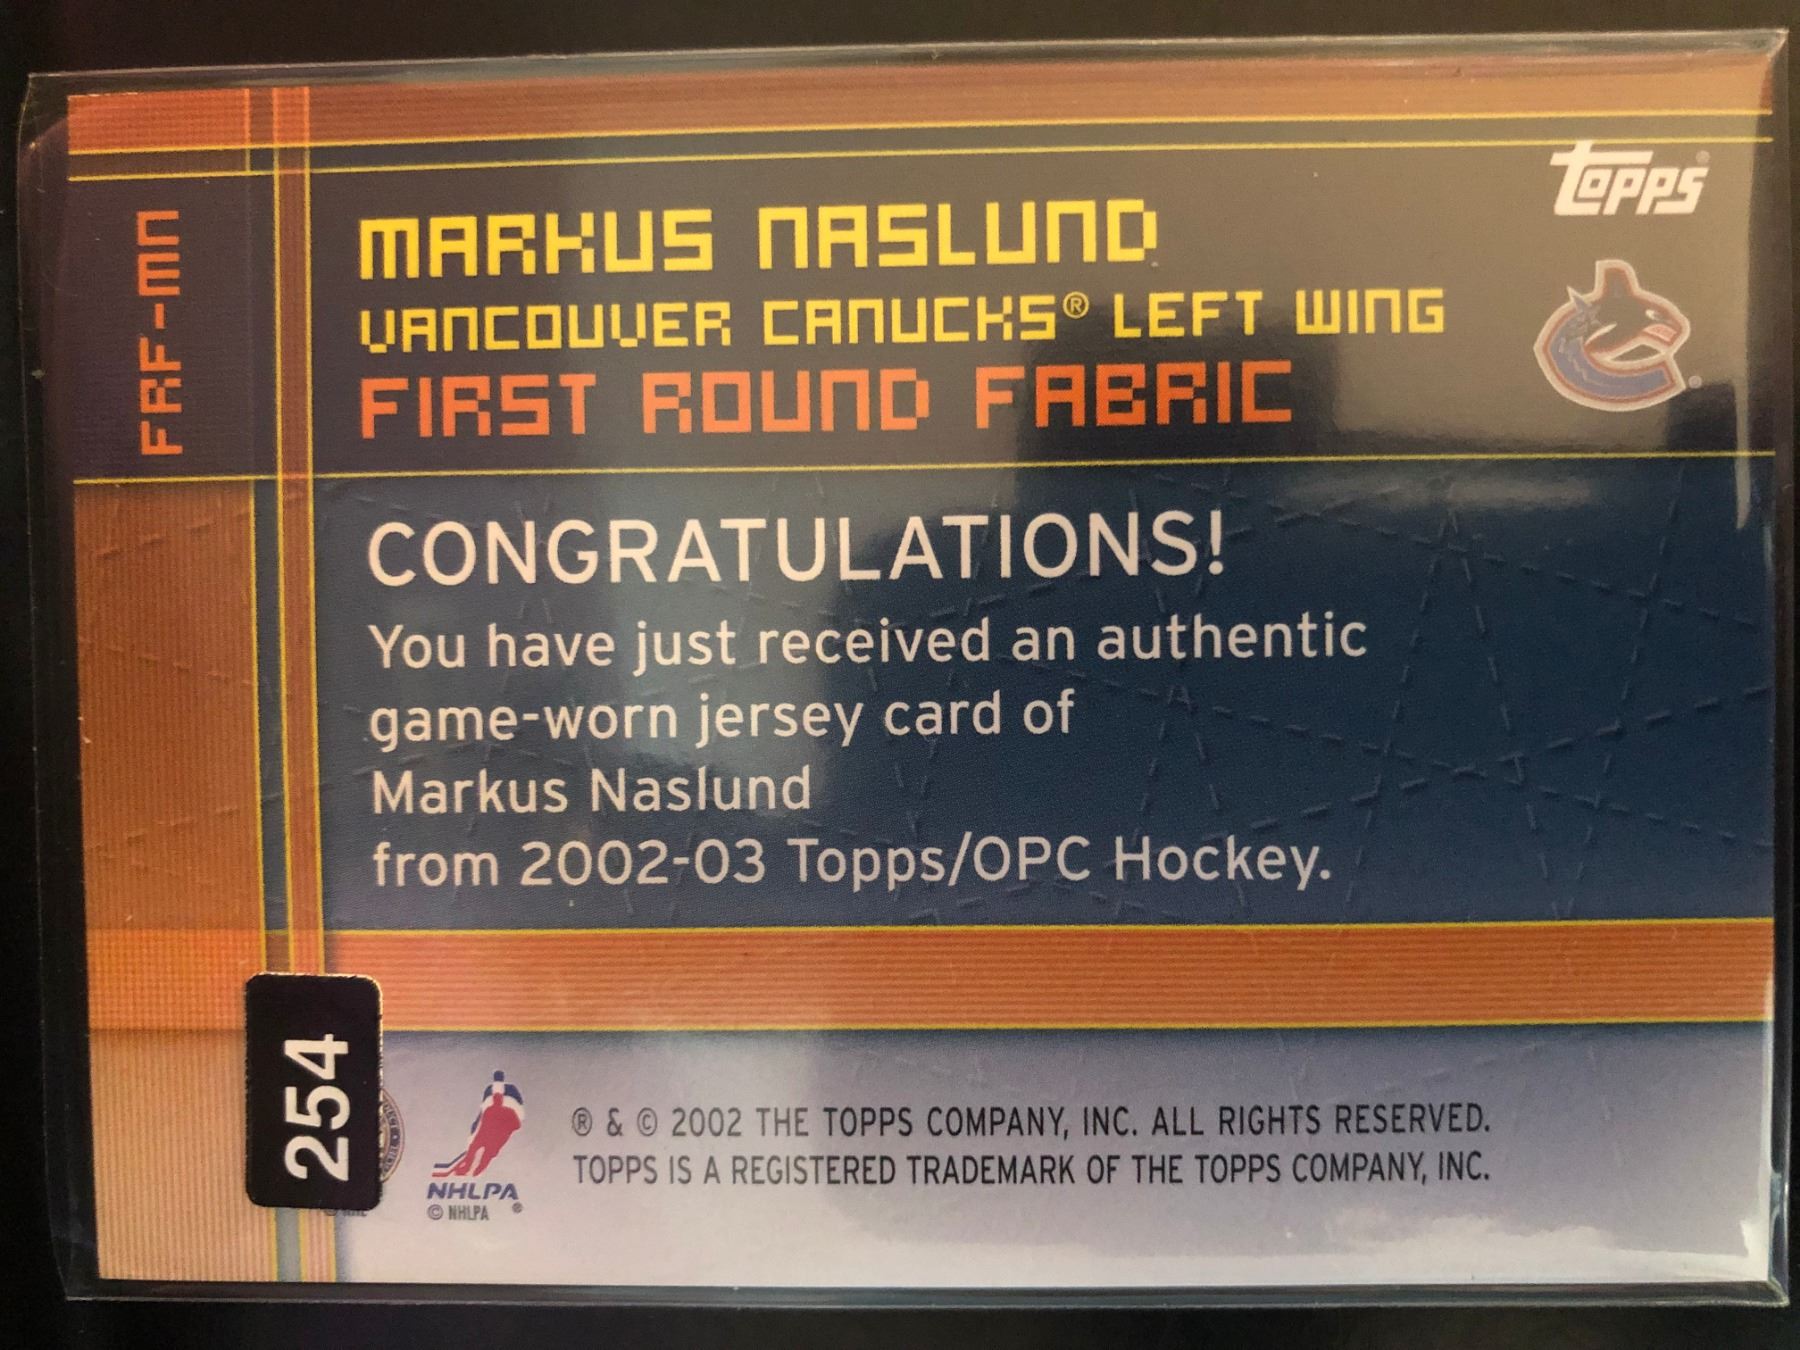 FRF-MN
Topps®
MARKUS NASLUND
VANCOUVER CANUCKS® LEFT WING
FIRST ROUND FABRIC
CONGRATULATIONS!
You have just received an authentic
game-worn jersey card of
Markus Naslund
from 2002-03 Topps/OPC Hockey.
254
NHLPA
© NHLPA ®
® & © 2002 THE TOPPS COMPANY, INC. ALL RIGHTS RESERVED.
TOPPS IS A REGISTERED TRADEMARK OF THE TOPPS COMPANY, INC.